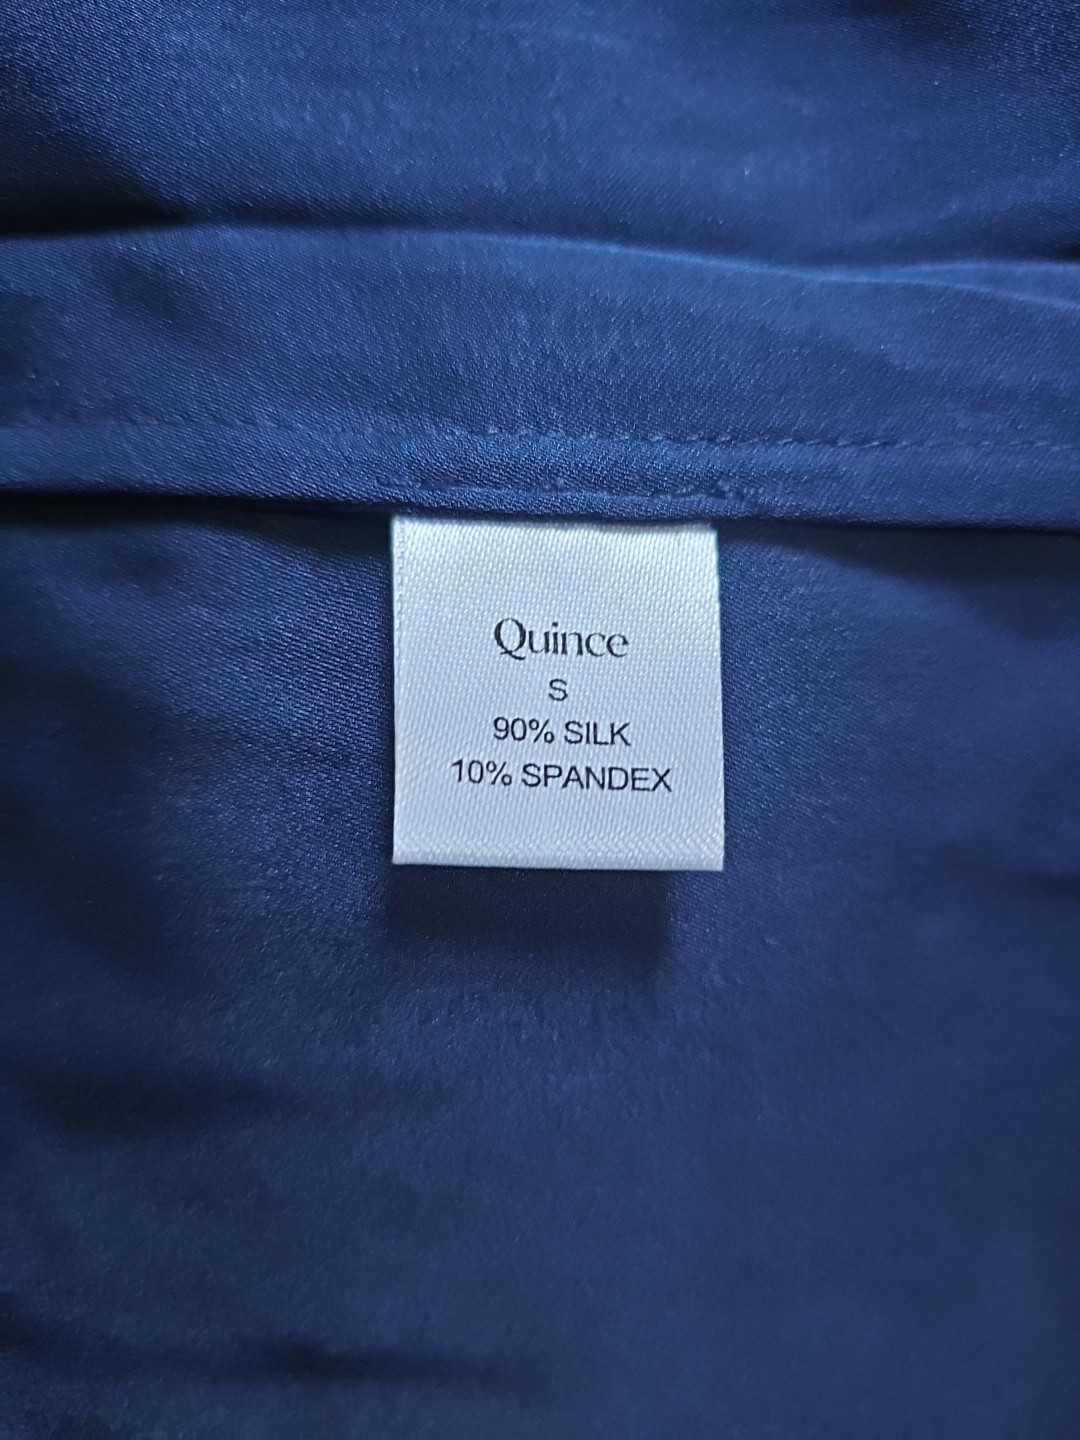 Quince
S
90% SILK
10% SPANDEX